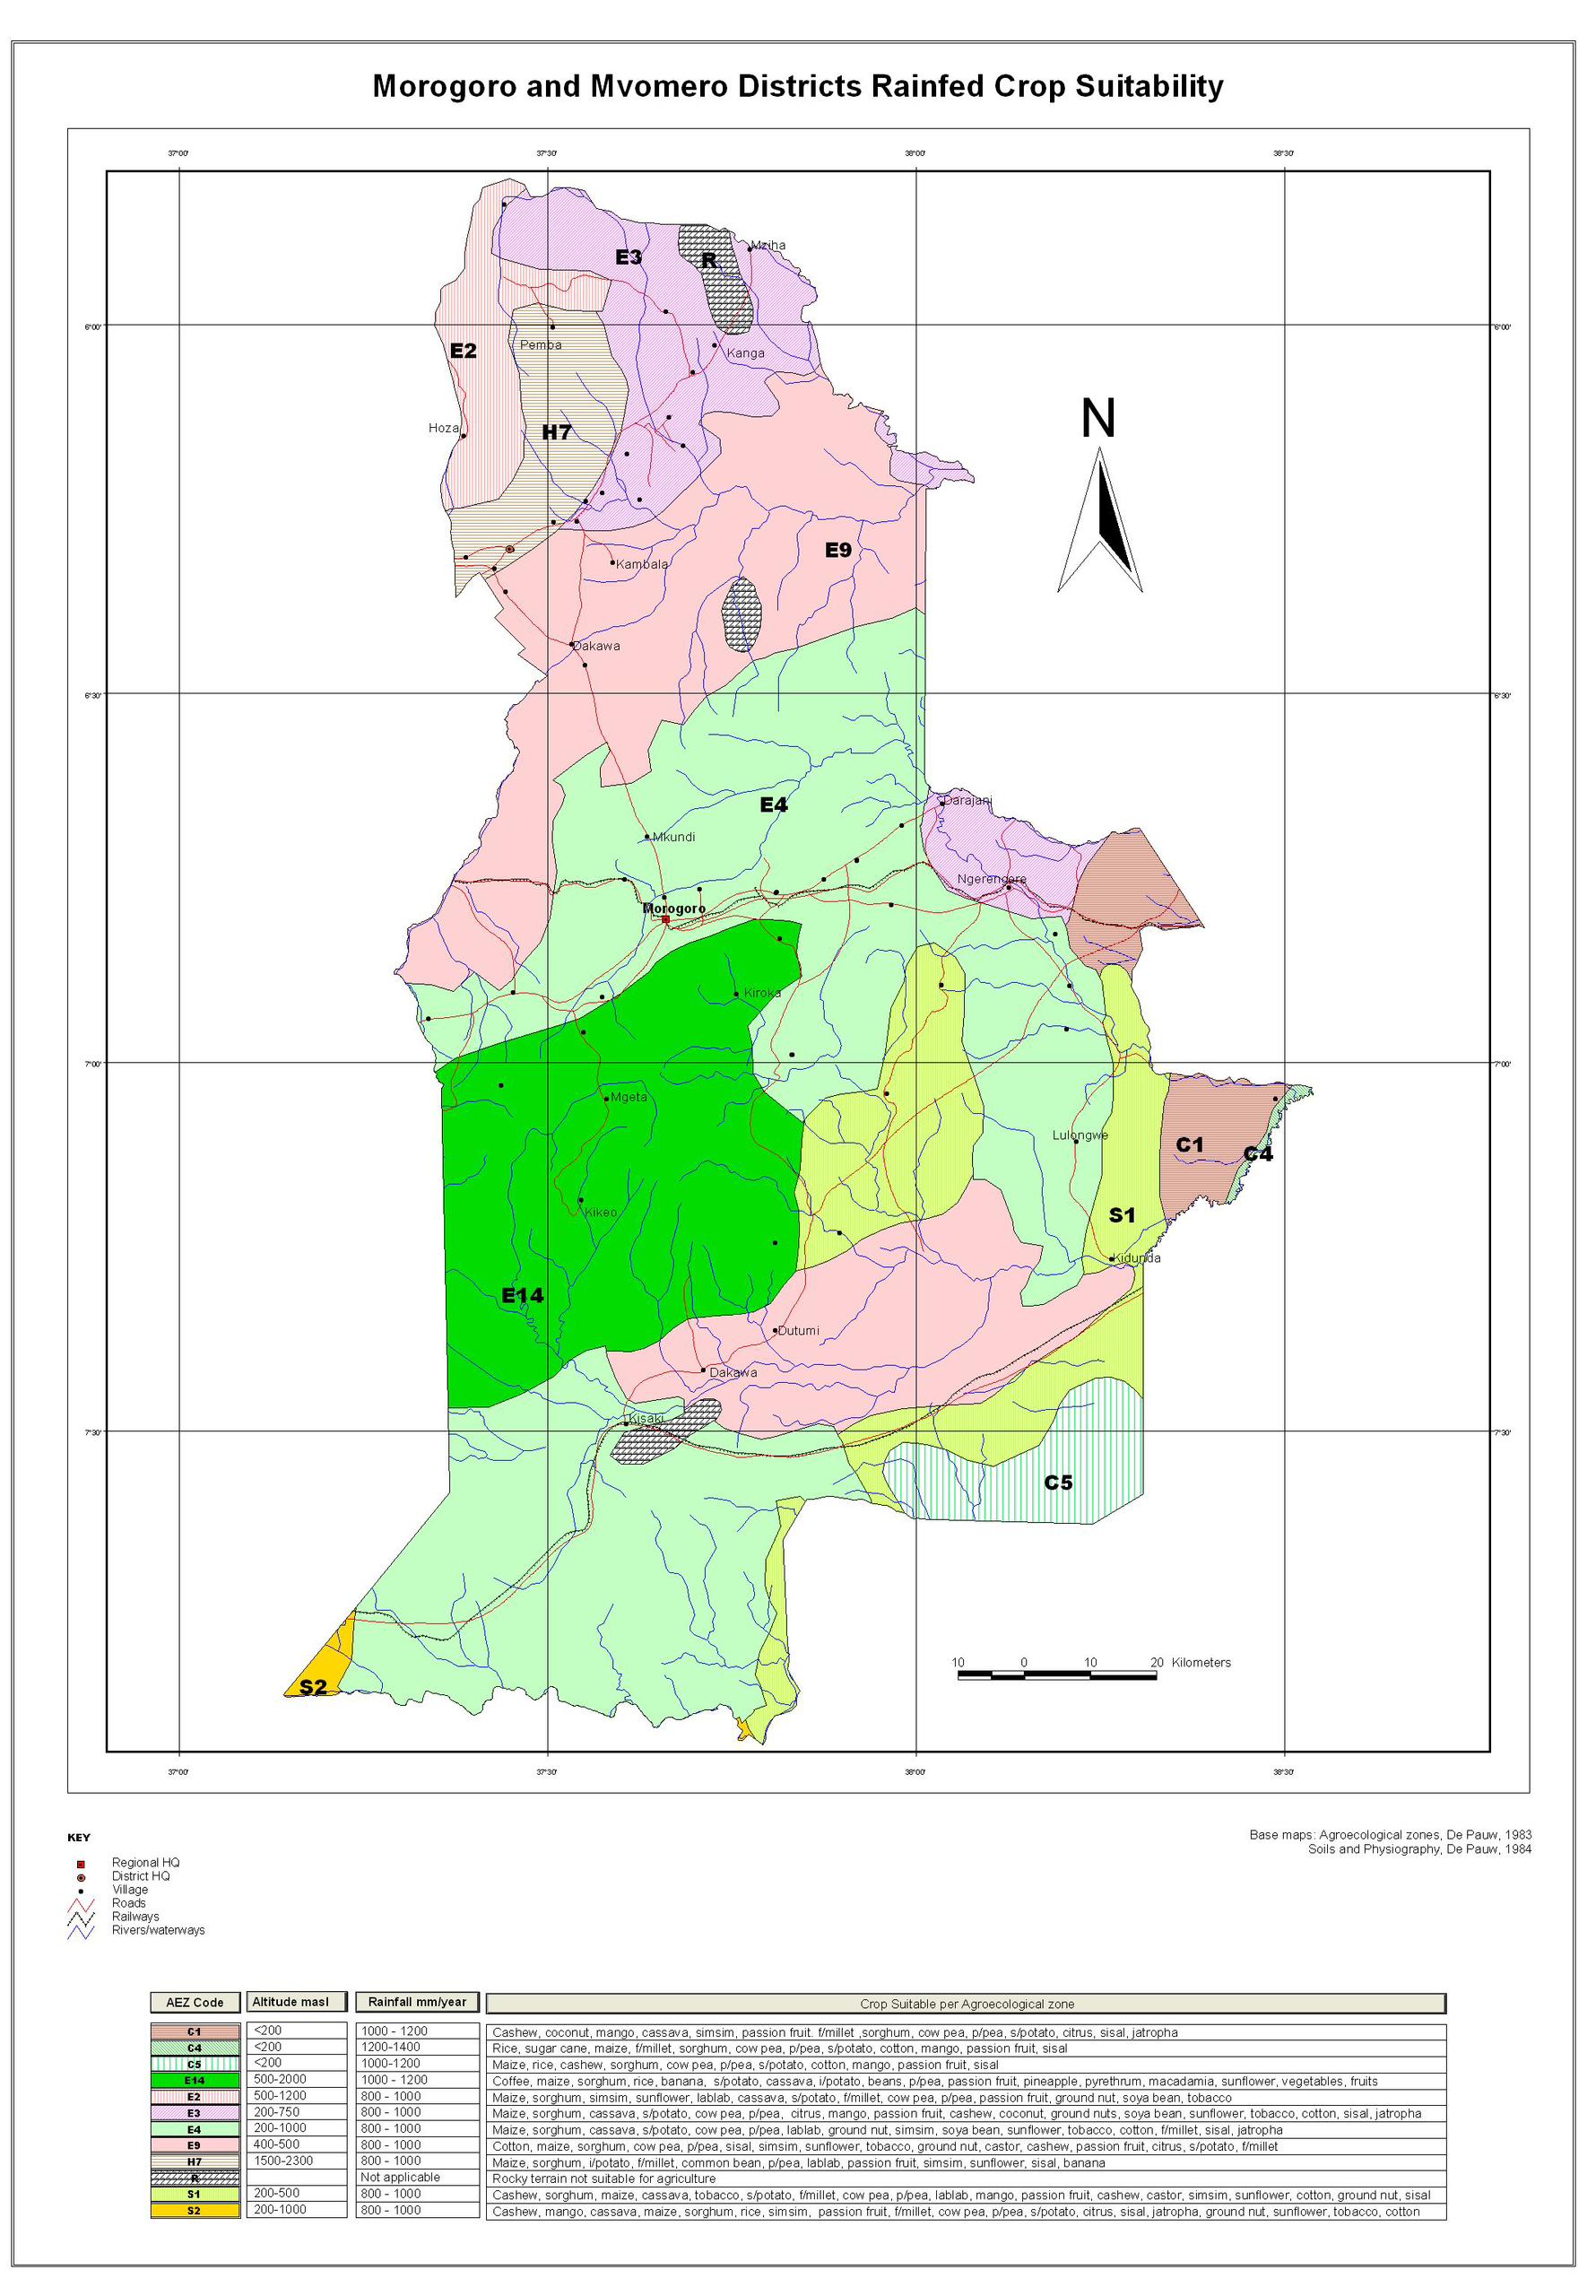 Morogoro and Mvomero Districts Rainfed Crop Suitability
37°00' 37°30' 38°00' 38°30'
Mziha
E3
R
6°00' 6°00'
Pemba
E2
Kanga
N
Hoza
H7
E9
Kambala
Dakawa
6°30' 6°30'
Darajani
E4
Mkundi
Ngerengere
Morogoro
Kiroka
7°00' 7°00'
Mgeta
Lulongwe
C1
C4
Kikeo
S1
Kidunda
E14
Dutumi
Dakawa
Kisaki
7°30' 7°30'
C5
10 0 10 20 Kilometers
S2
37°00' 37°30' 38°00' 38°30'
KEY
Base maps: Agroecological zones, De Pauw, 1983
Soils and Physiography, De Pauw, 1984
Regional HQ
District HQ
Village
Roads
Railways
Rivers/waterways
AEZ Code Altitude masl Rainfall mm/year Crop Suitable per Agroecological zone
C1 <200 1000 - 1200 Cashew, coconut, mango, cassava, simsim, passion fruit. f/millet ,sorghum, cow pea, p/pea, s/potato, citrus, sisal, jatropha
C4 <200 1200-1400 Rice, sugar cane, maize, f/millet, sorghum, cow pea, p/pea, s/potato, cotton, mango, passion fruit, sisal
C5 <200 1000-1200 Maize, rice, cashew, sorghum, cow pea, p/pea, s/potato, cotton, mango, passion fruit, sisal
E14 500-2000 1000 - 1200 Coffee, maize, sorghum, rice, banana, s/potato, cassava, i/potato, beans, p/pea, passion fruit, pineapple, pyrethrum, macadamia, sunflower, vegetables, fruits
E2 500-1200 800 - 1000 Maize, sorghum, simsim, sunflower, lablab, cassava, s/potato, f/millet, cow pea, p/pea, passion fruit, ground nut, soya bean, tobacco
E3 200-750 800 - 1000 Maize, sorghum, cassava, s/potato, cow pea, p/pea, citrus, mango, passion fruit, cashew, coconut, ground nuts, soya bean, sunflower, tobacco, cotton, sisal, jatropha
E4 200-1000 800 - 1000 Maize, sorghum, cassava, s/potato, cow pea, p/pea, lablab, ground nut, simsim, soya bean, sunflower, tobacco, cotton, f/millet, sisal, jatropha
E9 400-500 800 - 1000 Cotton, maize, sorghum, cow pea, p/pea, sisal, simsim, sunflower, tobacco, ground nut, castor, cashew, passion fruit, citrus, s/potato, f/millet
H7 1500-2300 800 - 1000 Maize, sorghum, i/potato, f/millet, common bean, p/pea, lablab, passion fruit, simsim, sunflower, sisal, banana
R Not applicable Rocky terrain not suitable for agriculture
S1 200-500 800 - 1000 Cashew, sorghum, maize, cassava, tobacco, s/potato, f/millet, cow pea, p/pea, lablab, mango, passion fruit, cashew, castor, simsim, sunflower, cotton, ground nut, sisal
S2 200-1000 800 - 1000 Cashew, mango, cassava, maize, sorghum, rice, simsim, passion fruit, f/millet, cow pea, p/pea, s/potato, citrus, sisal, jatropha, ground nut, sunflower, tobacco, cotton